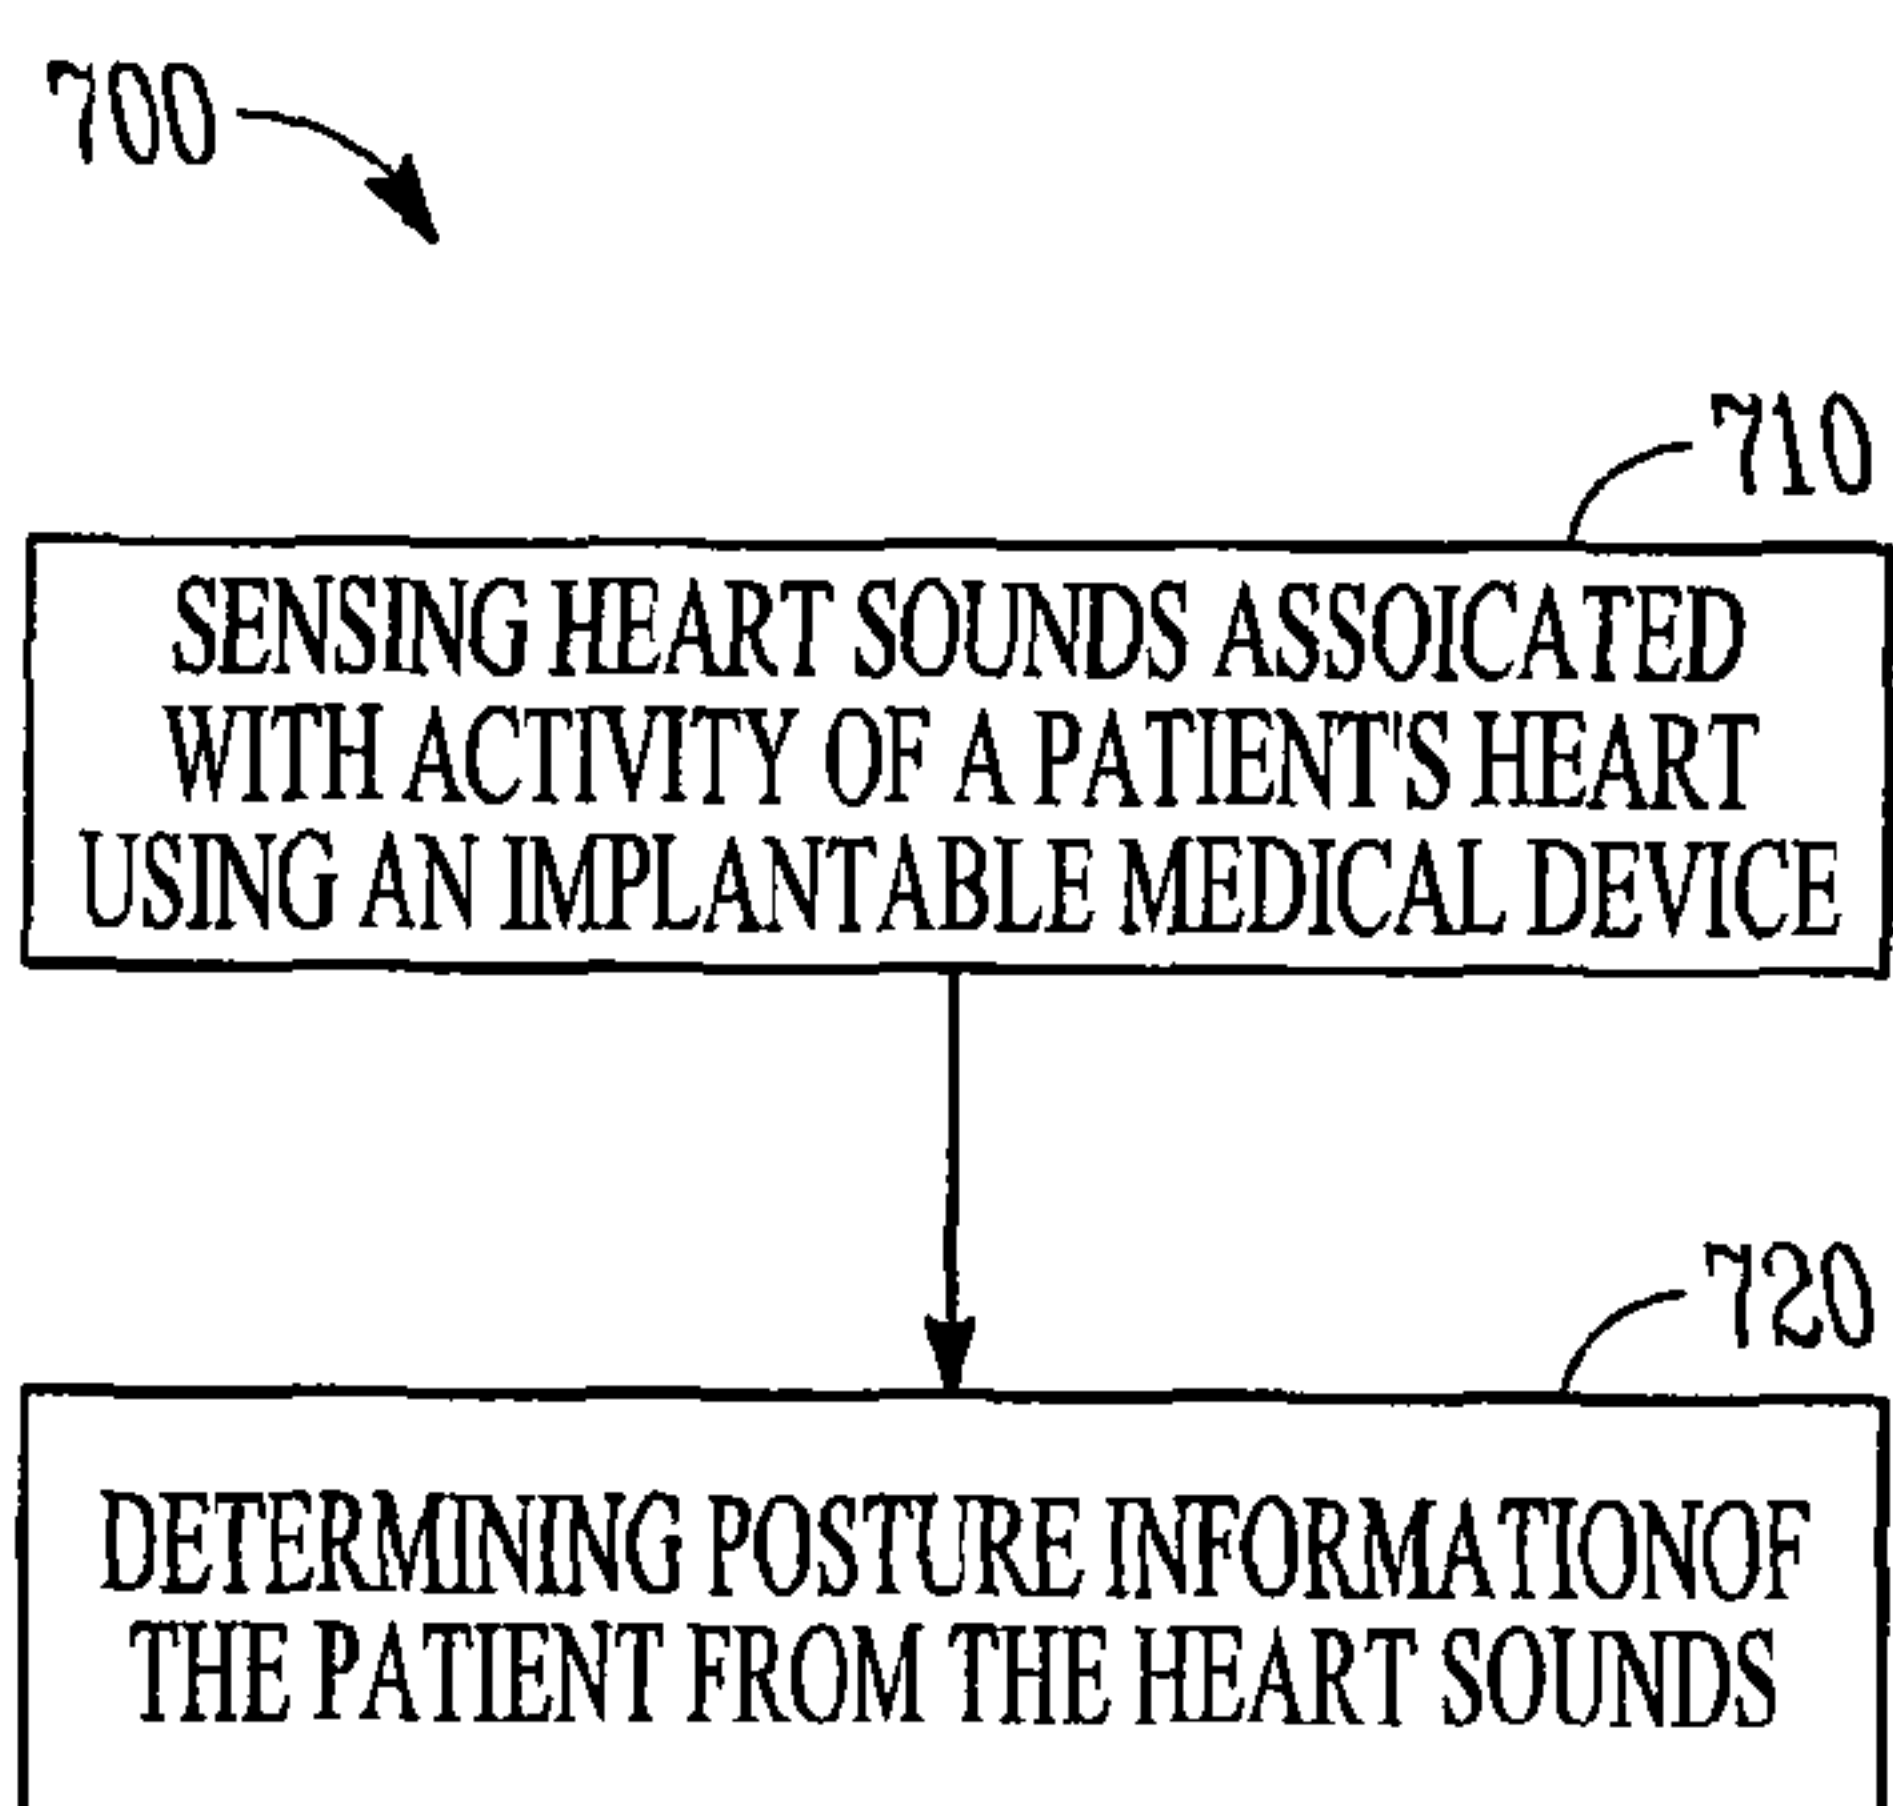 700
710
SENSING HEART SOUNDS ASSOICATED
WITH ACTIVITY OF A PATIENT'S HEART
USING AN IMPLANTABLE MEDICAL DEVICE
720
DETERMINING POSTURE INFORMATIONOF
THE PATIENT FROM THE HEART SOUNDS